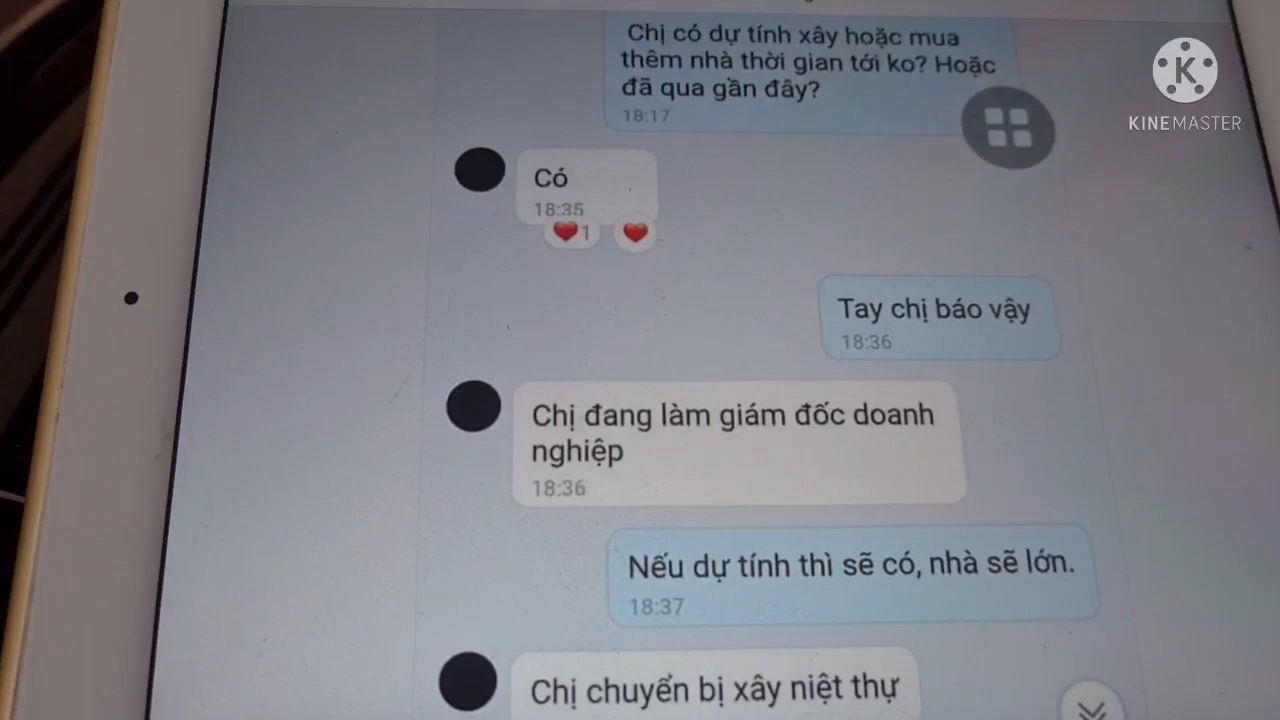 Chị có dự tính xây hoặc mua
thêm nhà thời gian tới ko? Hoặc
đã qua gần đây?
18:17
K
KINEMASTER
Có
18:35
1
Tay chị báo vậy
18:36
Chị đang làm giám đốc doanh
nghiệp
18:36
Nếu dự tính thì sẽ có, nhà sẽ lớn.
18:37
Chị chuyển bị xây niệt thự